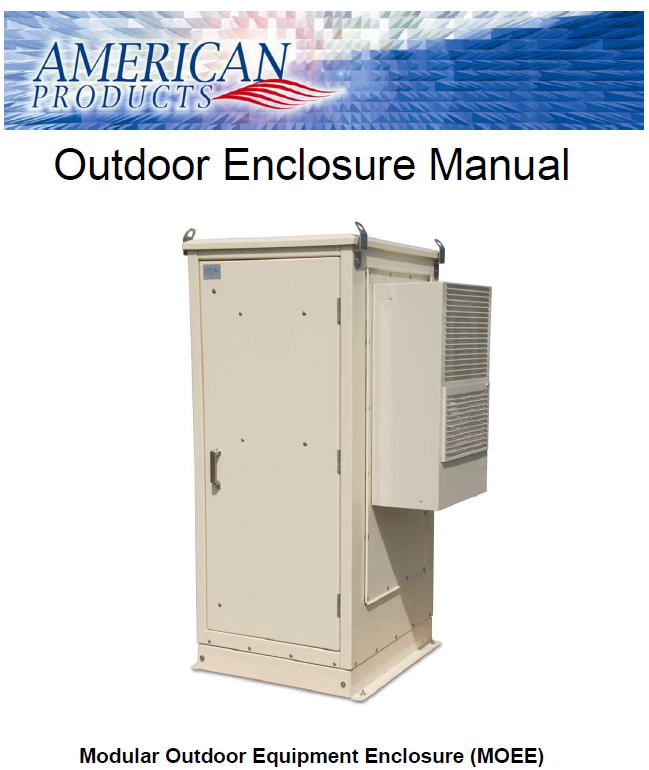 AMERICAN
PRODUCTS
Outdoor Enclosure Manual
A
Modular Outdoor Equipment Enclosure (MOEE)